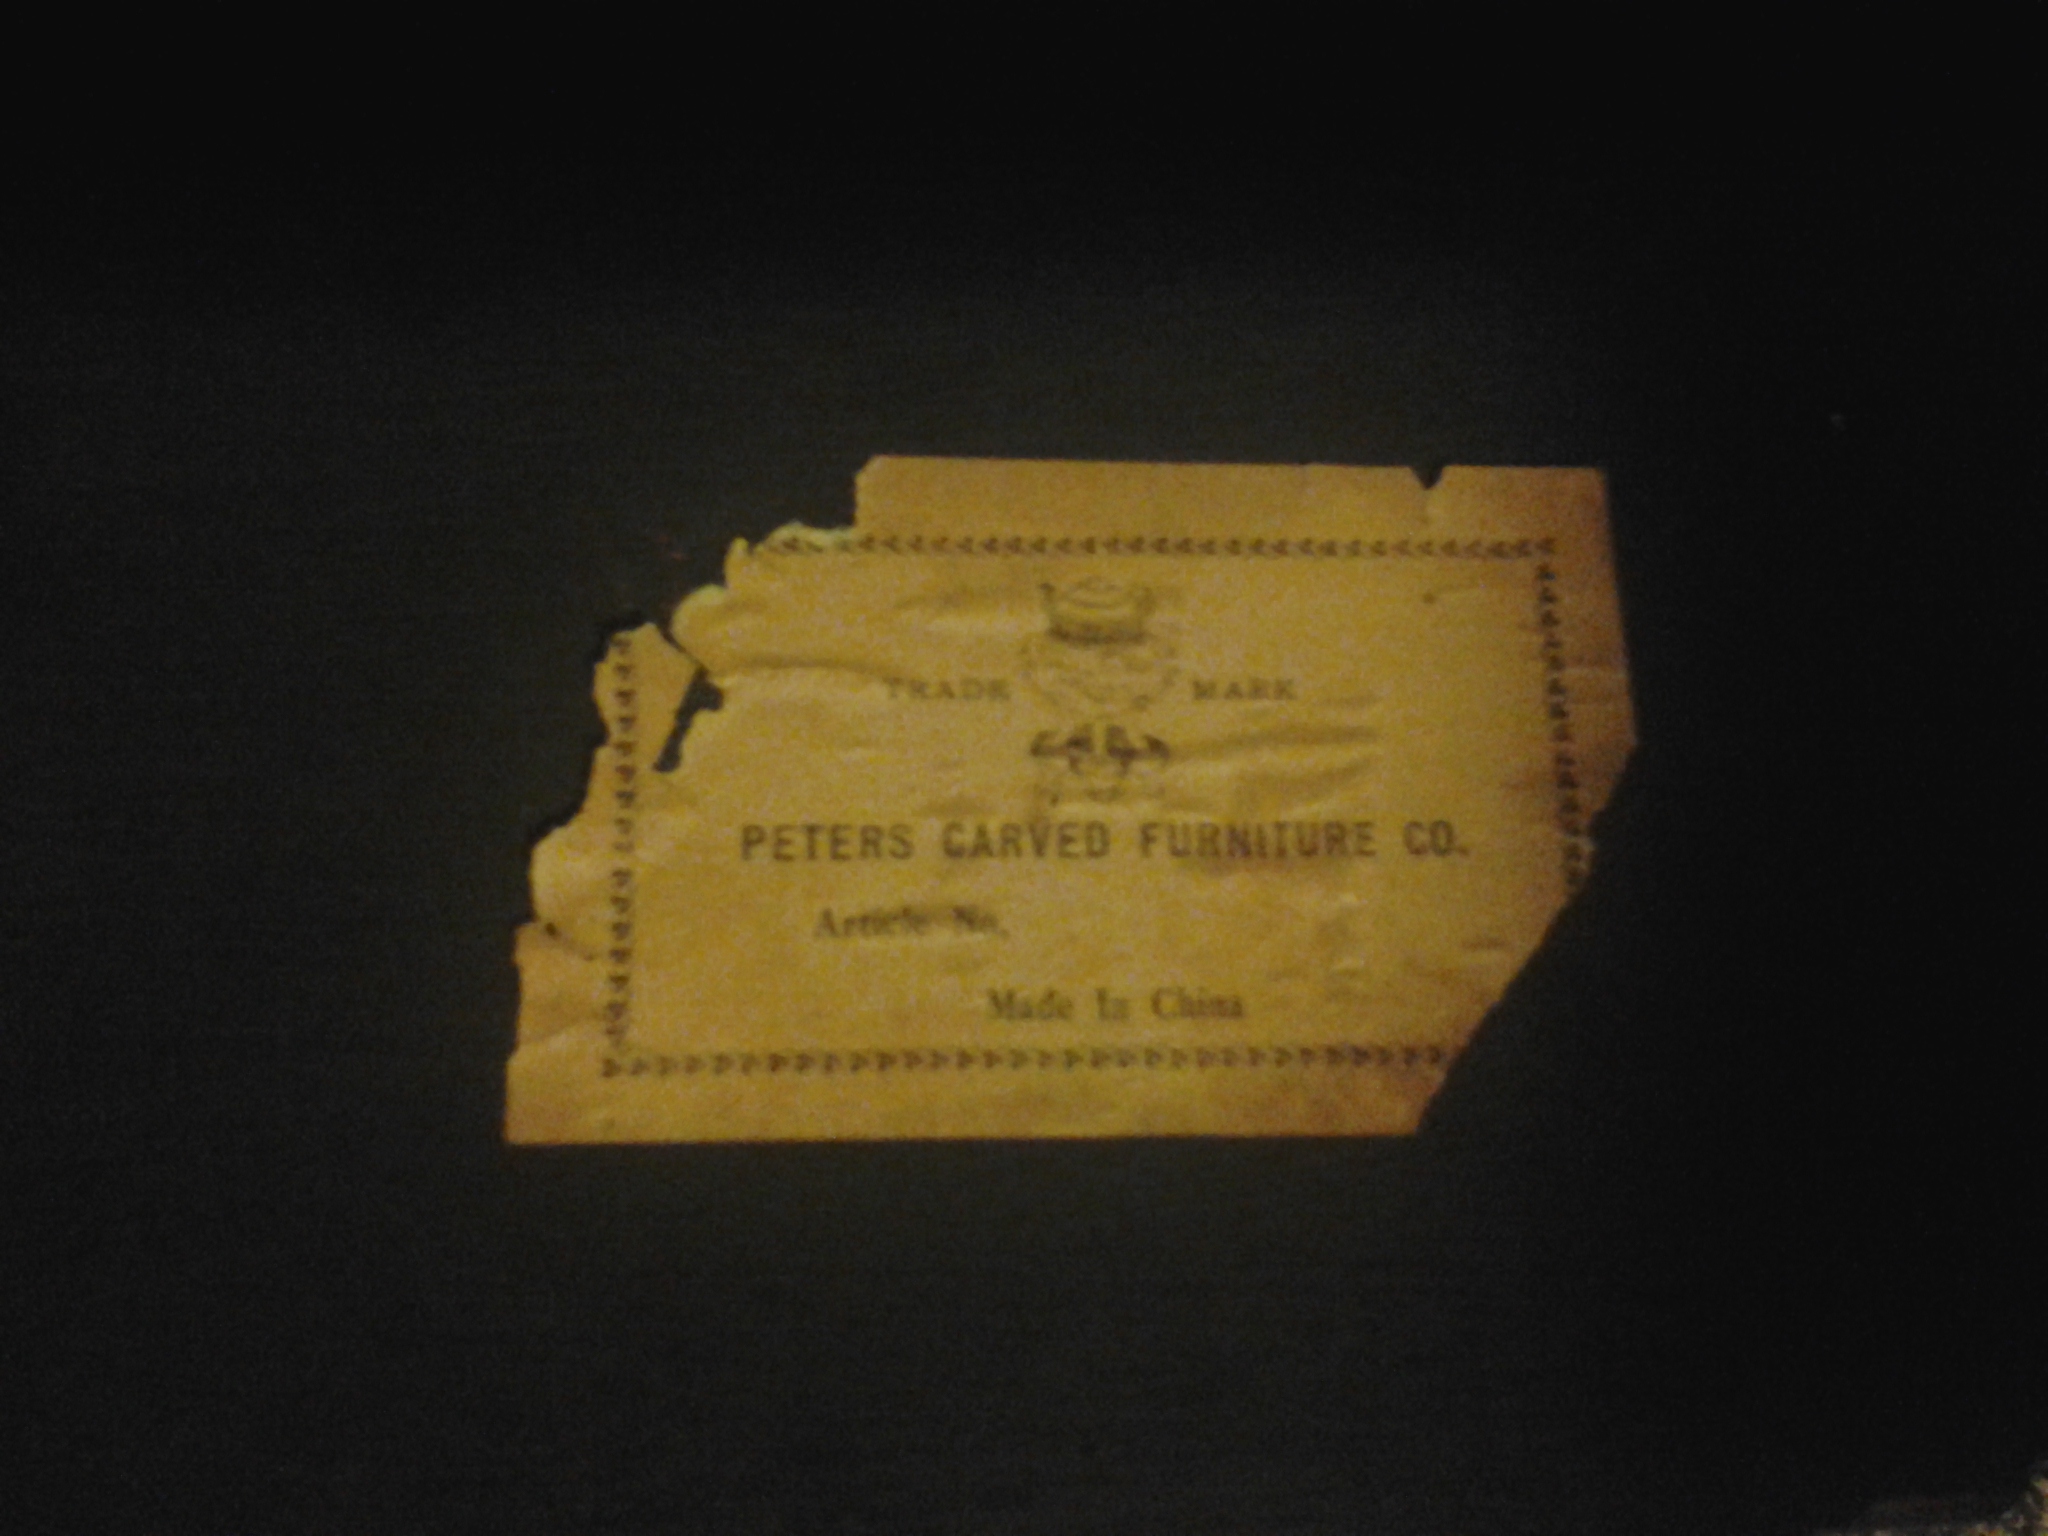 TRADE MARK
PETERS CARVED FURNITURE CO.
Article No.
Made In China